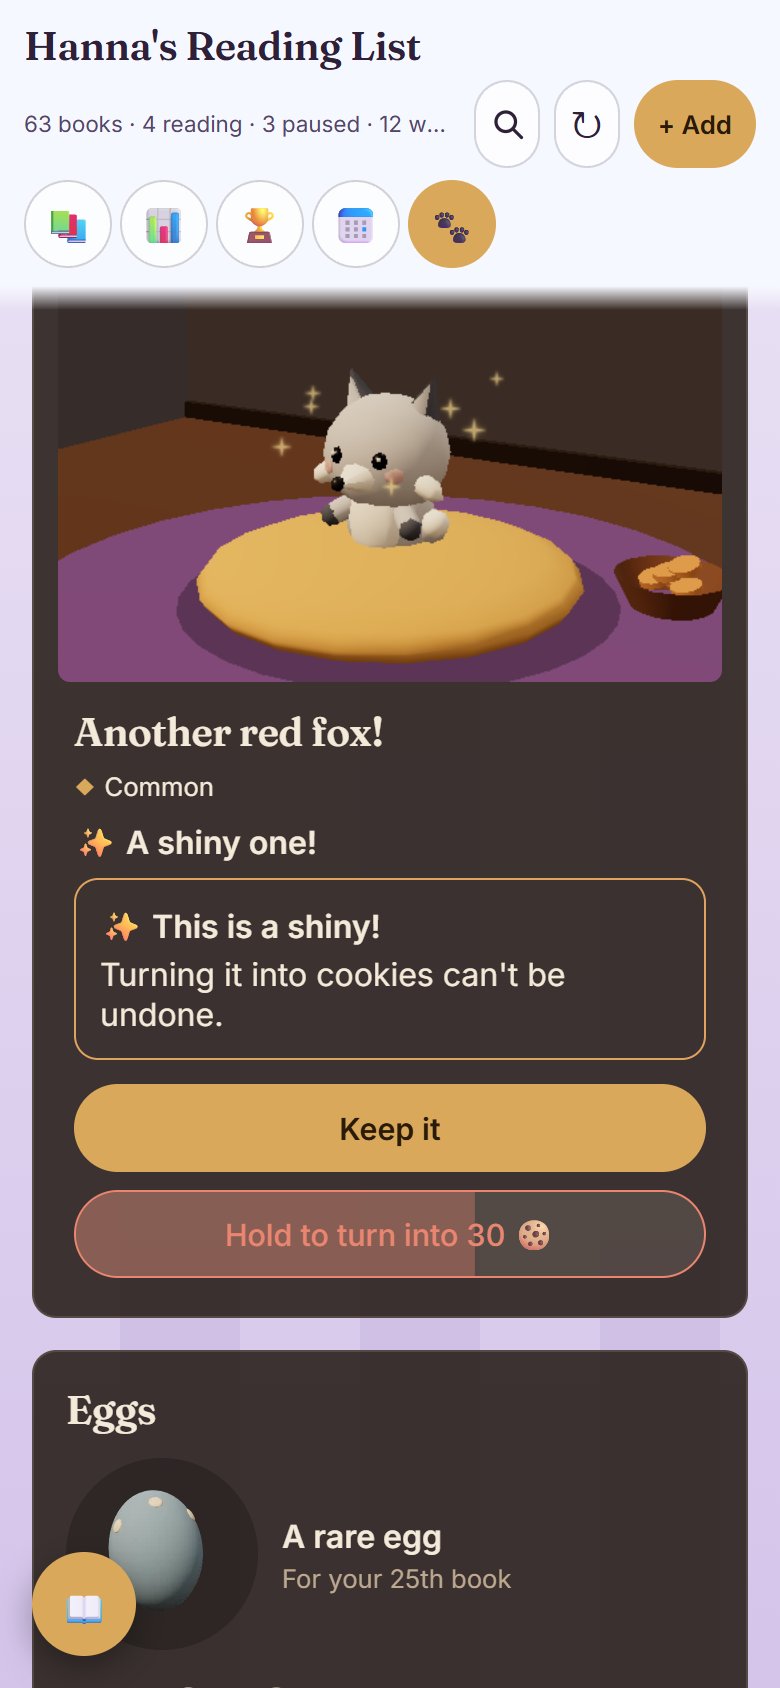 Hanna's Reading List
63 books · 4 reading · 3 paused · 12 w...
+ Add
Another red fox!
Common
A shiny one!
This is a shiny!
Turning it into cookies can't be
undone.
Keep it
Hold to turn into 30
Eggs
A rare egg
For your 25th book